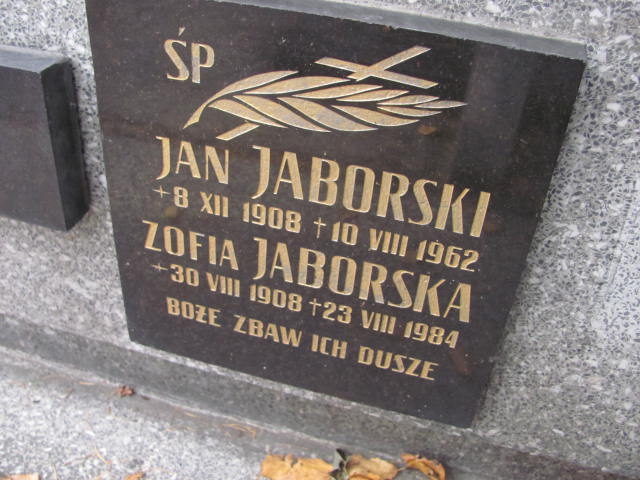 ŚP
JAN JABORSKI
+8 XII 1908 +10 VIII 1962
ZOFIA JABORSKA
+30 VIII 1908 +23 VIII 1984
BOŻE ZBAW ICH DUSZE